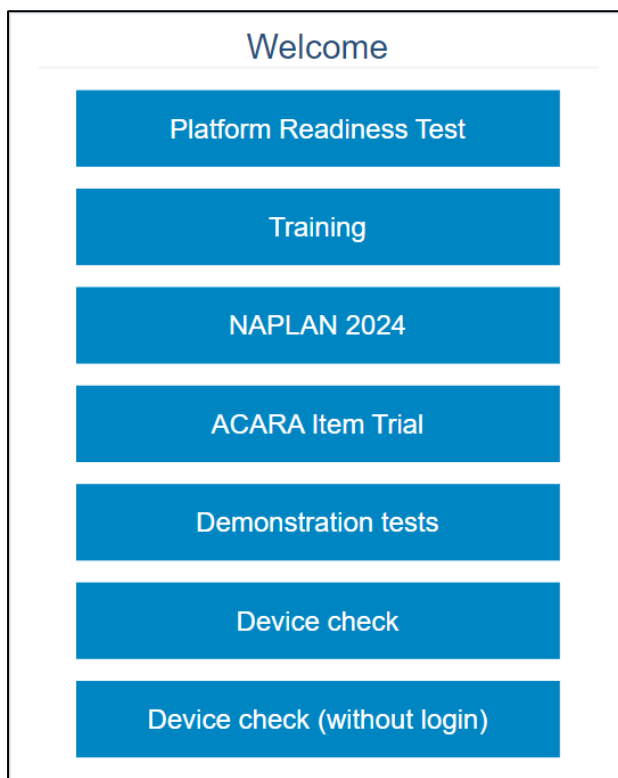 Welcome
Platform Readiness Test
Training
NAPLAN 2024
ACARA Item Trial
Demonstration tests
Device check
Device check (without login)